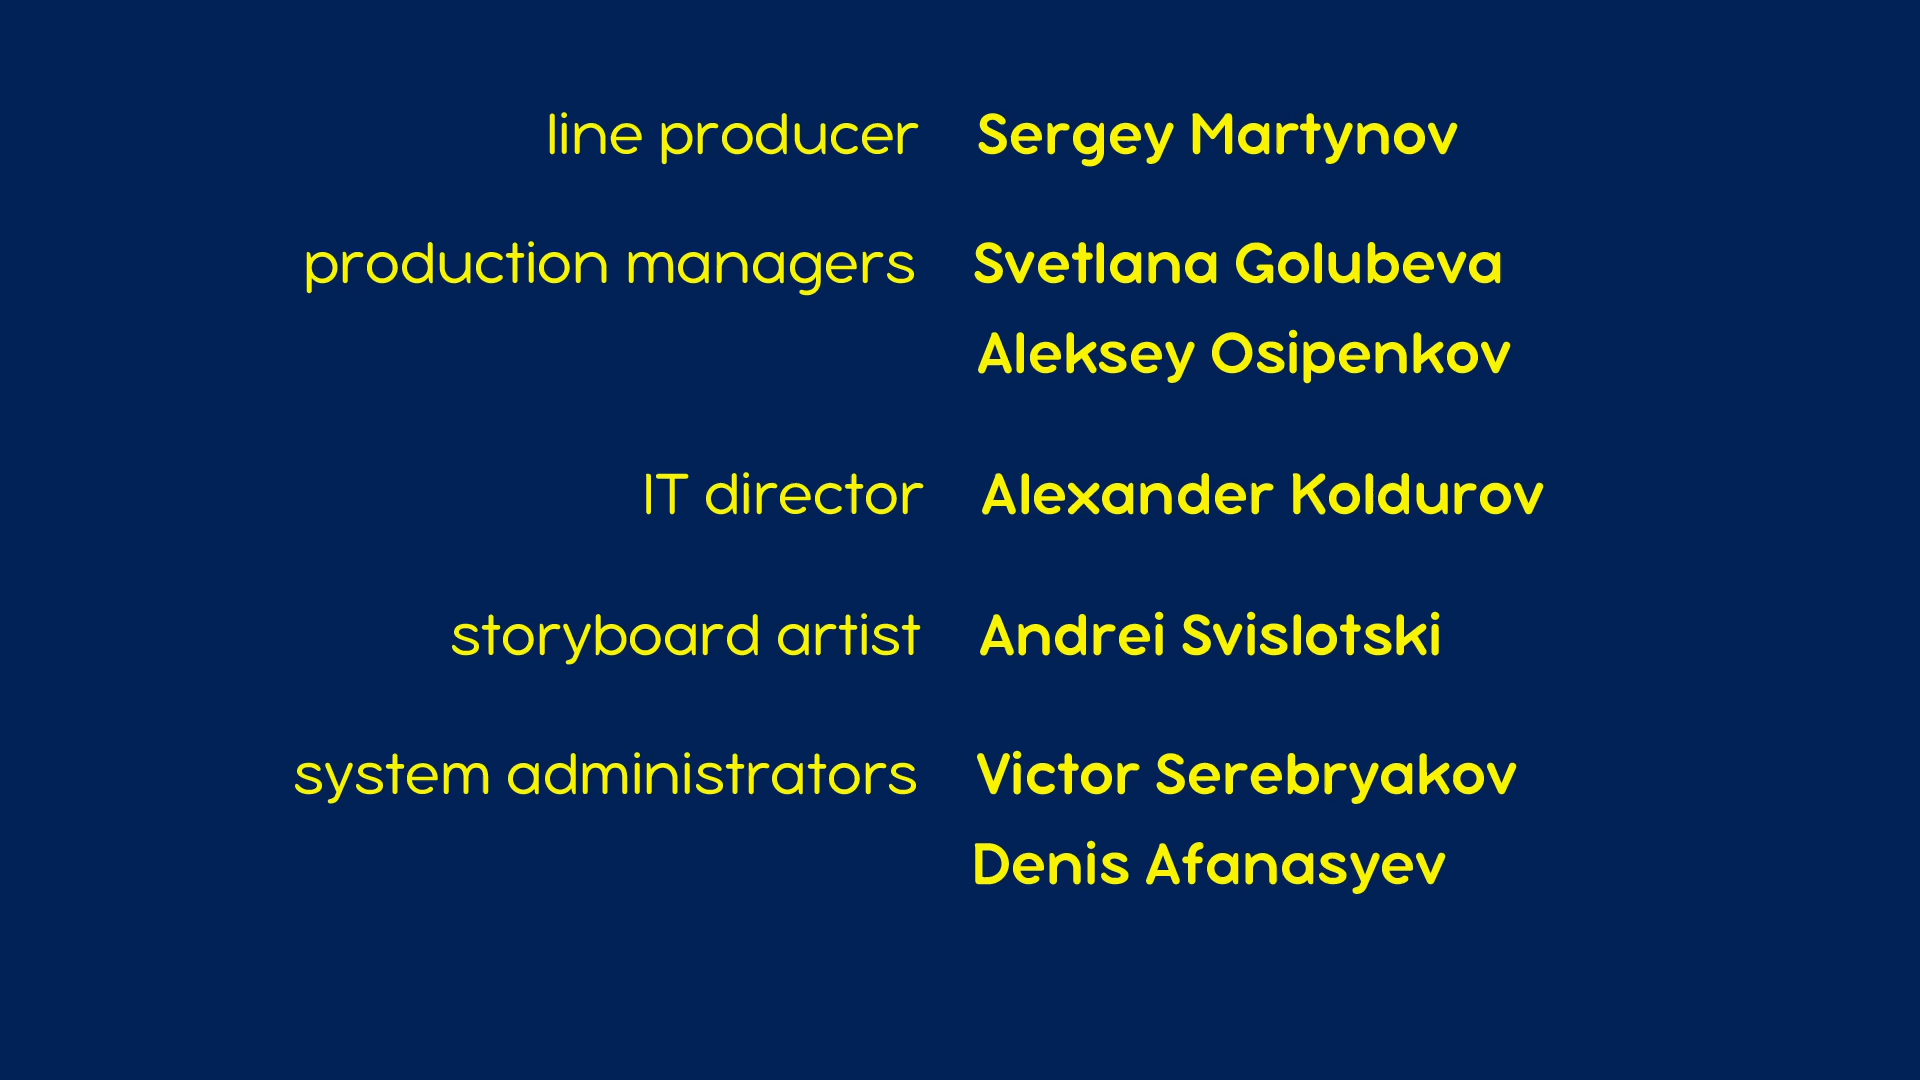 line producer Sergey Martynov
production managers Svetlana Golubeva
Aleksey Osipenkov
IT director Alexander Koldurov
storyboard artist Andrei Svislotski
system administrators Victor Serebryakov
Denis Afanasyev